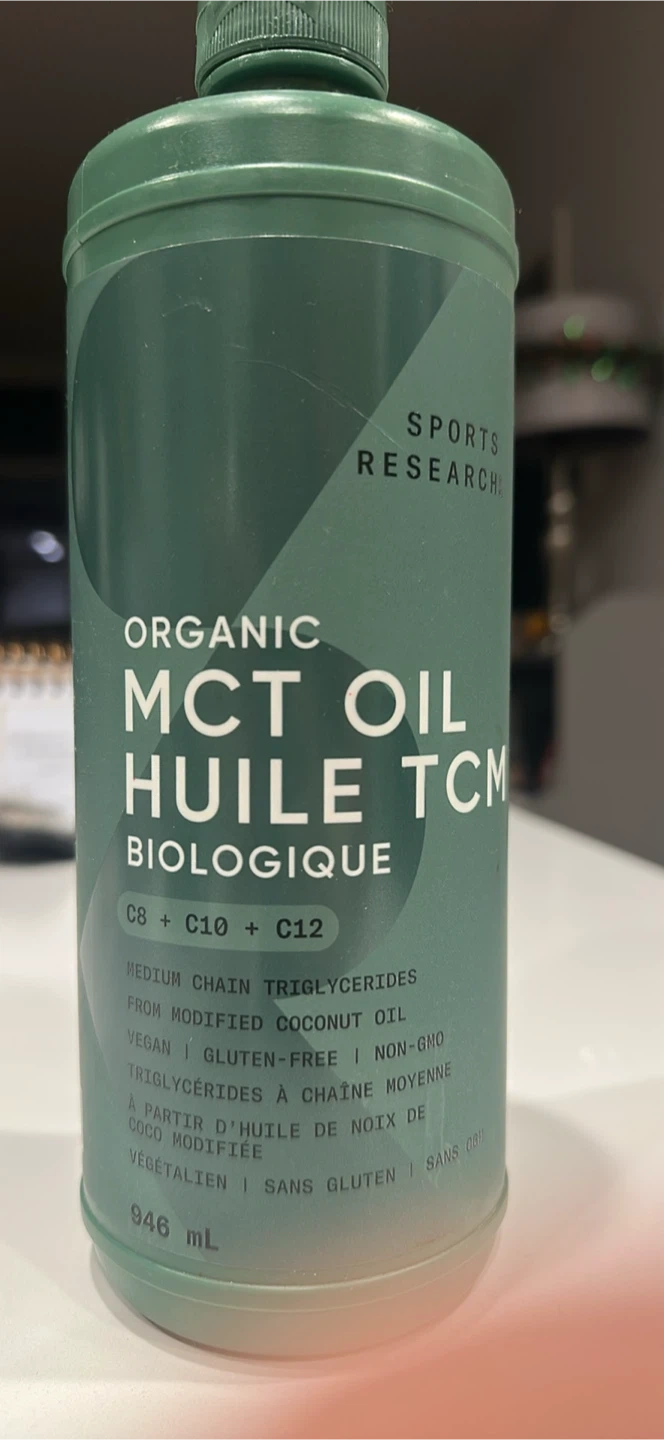 SPORTS
RESEARCH
ORGANIC
MCT OIL
HUILE TCM
BIOLOGIQUE
C8 + C10 + C12
MEDIUM CHAIN TRIGLYCERIDES
FROM MODIFIED COCONUT OIL
VEGAN | GLUTEN-FREE | NON-GMO
TRIGLYCÉRIDES À CHAÎNE MOYENNE
À PARTIR D'HUILE DE NOIX DE
COCO MODIFIÉE
VÉGÉTALIEN | SANS GLUTEN | SANS
946 mL